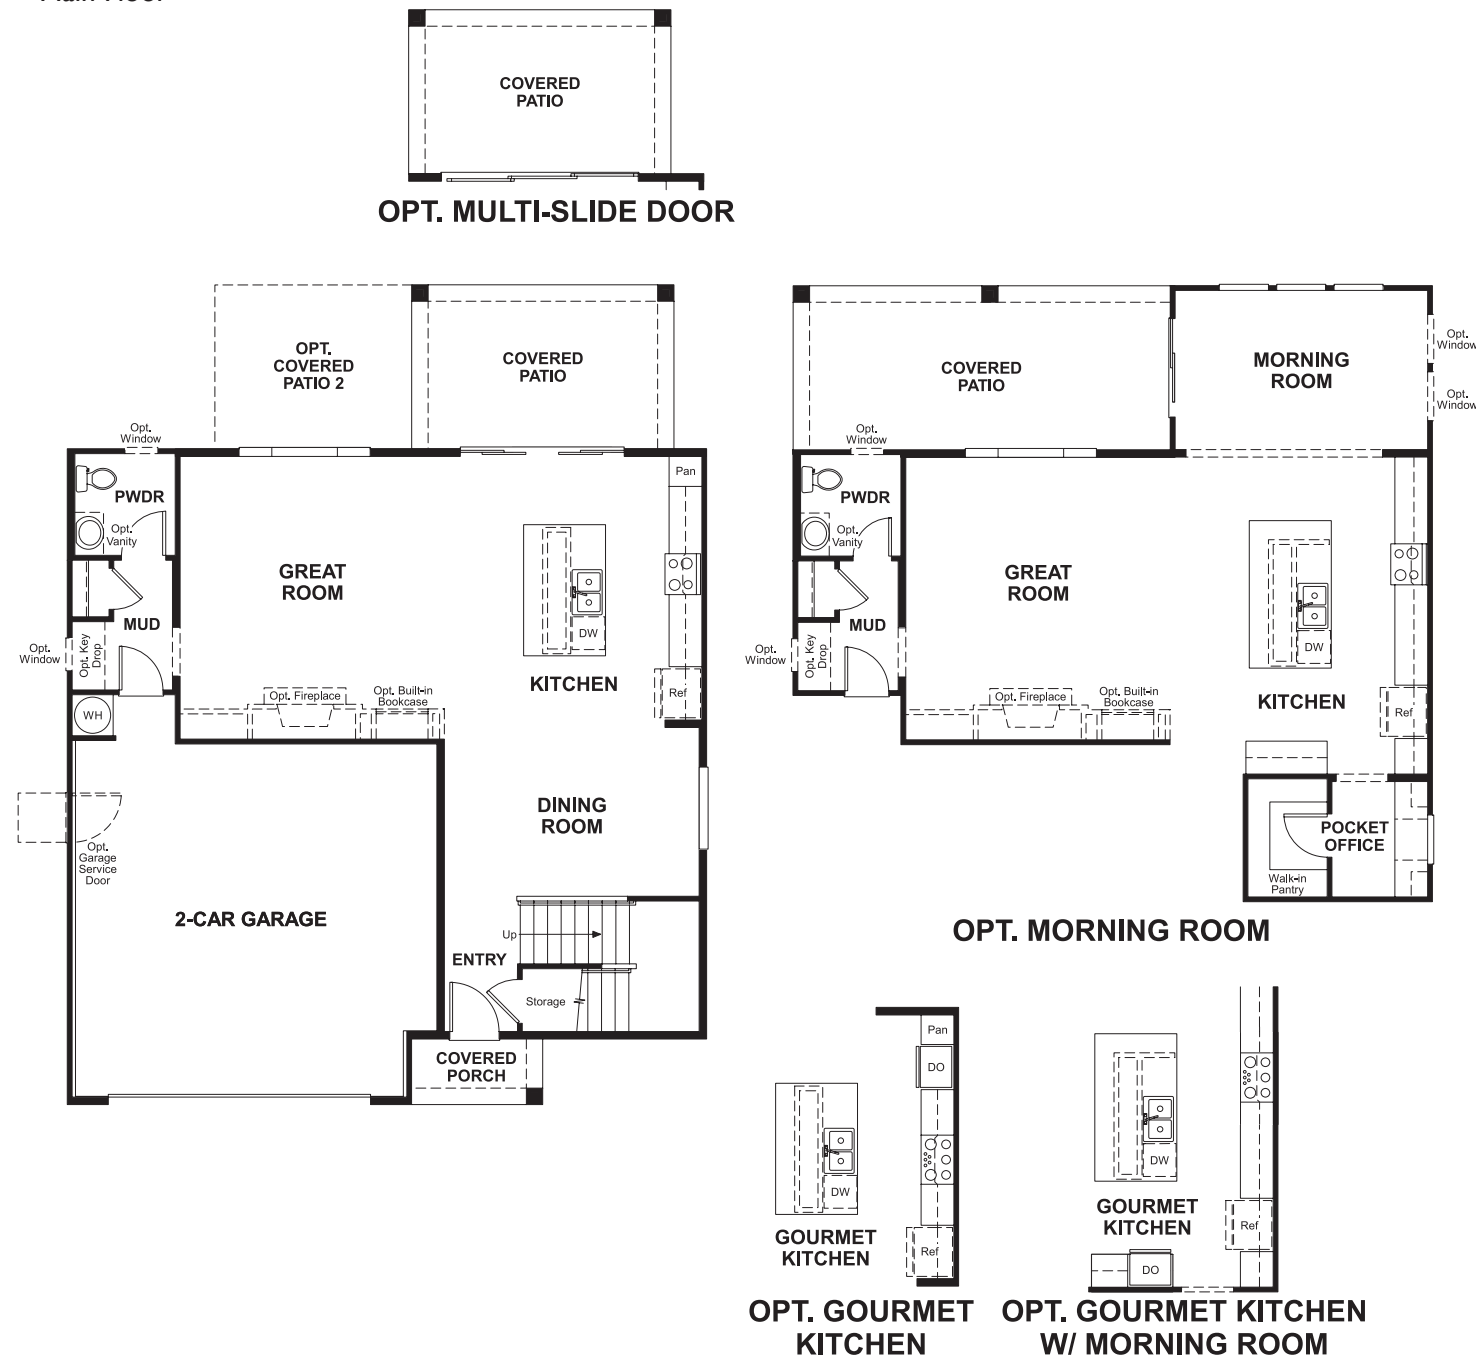 COVERED
PATIO
OPT. MULTI-SLIDE DOOR
OPT.
COVERED
PATIO 2
COVERED
PATIO
Opt.
Window
PWDR
Opt.
Vanity
Pan
GREAT
ROOM
MUD
Opt.
Window
Opt. Key
Drop
DW
KITCHEN
Opt. Fireplace
Opt. Built-in
Bookcase
Ref
WH
DINING
ROOM
Opt.
Garage
Service
Door
2-CAR GARAGE
Up
ENTRY
Storage
COVERED
PORCH
COVERED
PATIO
MORNING
ROOM
Opt.
Window
Opt.
Window
Opt.
Window
PWDR
Opt.
Vanity
GREAT
ROOM
MUD
Opt.
Window
Opt. Key
Drop
DW
KITCHEN
Opt. Fireplace
Opt. Built-in
Bookcase
Ref
POCKET
OFFICE
Walk-in
Pantry
OPT. MORNING ROOM
Pan
DO
DW
GOURMET
KITCHEN
Ref
OPT. GOURMET
KITCHEN
DW
GOURMET
KITCHEN
Ref
DO
OPT. GOURMET KITCHEN
W/ MORNING ROOM